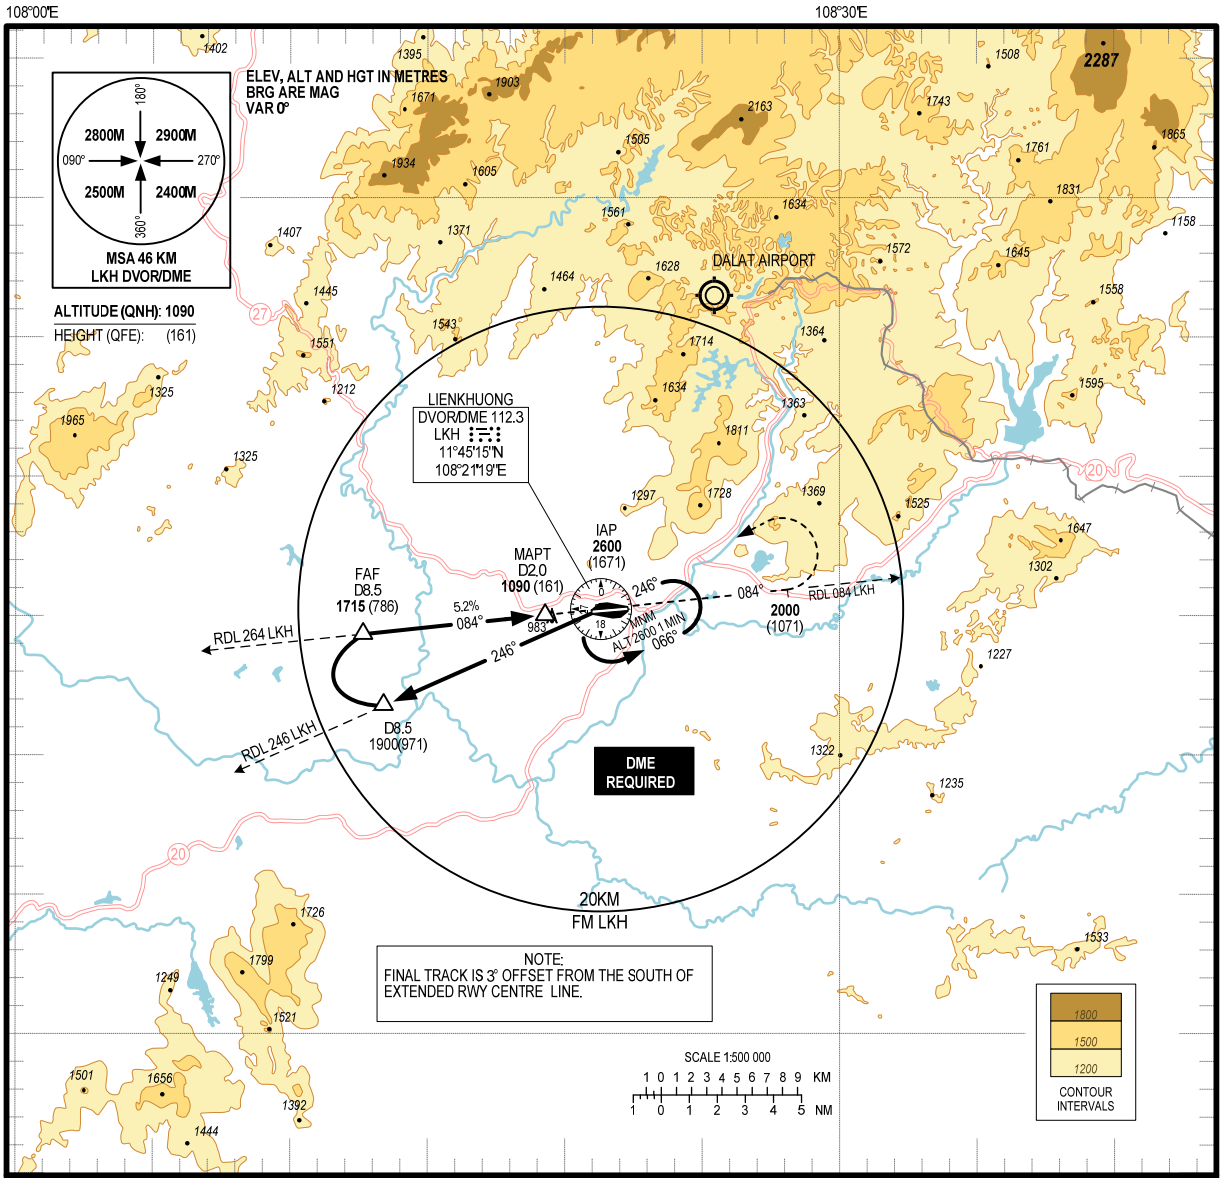 108°00'E
108°30'E
1402
1395
1508
2287
ELEV, ALT AND HGT IN METRES
BRG ARE MAG
VAR 0°
1903
1671
1743
2163
1865
180°
2800M
2900M
090°
270°
2500M
2400M
360°
MSA 46 KM
LKH DVOR/DME
1505
1761
1934
1605
1831
1561
1634
1158
1407
1371
1572
1645
DALAT AIRPORT
1464
1628
1445
1558
ALTITUDE (QNH): 1090
HEIGHT (QFE): (161)
27
1543
1364
1551
1714
1325
1212
1634
1595
LIENKHUONG
DVOR/DME 112.3
LKH
11°45'15"N
108°21'19"E
1363
1965
1811
1325
20
1297
1728
1369
1525
1647
IAP
2600
(1671)
MAPT
D2.0
1090 (161)
1302
FAF
D8.5
1715 (786)
5.2%
084°
0
18
983
246°
084°
RDL 084 LKH
2000
(1071)
MNM
ALT 2600 1 MIN
066°
RDL 264 LKH
246°
1227
D8.5
1900(971)
RDL 246 LKH
1322
DME
REQUIRED
1235
20
20KM
FM LKH
1726
1533
NOTE:
FINAL TRACK IS 3° OFFSET FROM THE SOUTH OF
EXTENDED RWY CENTRE LINE.
1799
1249
1521
1800
1500
1200
CONTOUR
INTERVALS
SCALE 1:500 000
1 0 1 2 3 4 5 6 7 8 9 KM
1 0 1 2 3 4 5 NM
1501
1656
1392
1444